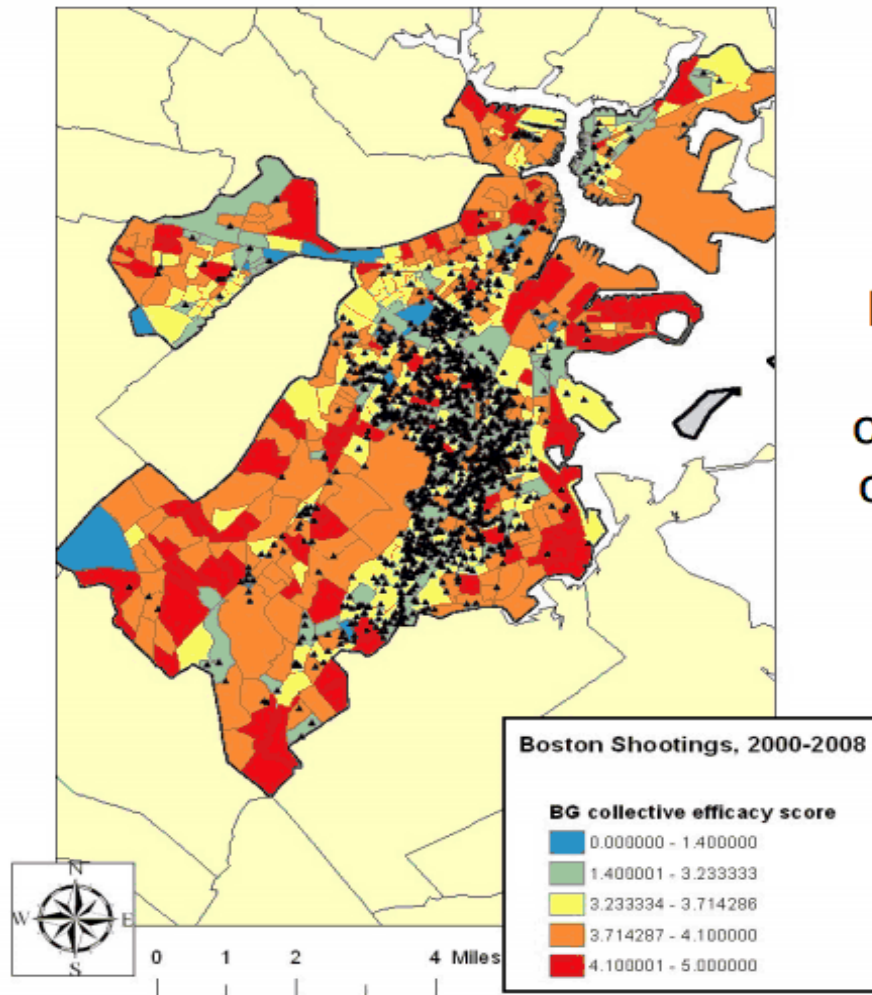 Boston Shootings, 2000-2008
BG collective efficacy score
0.000000 - 1.400000
1.400001 - 3.233333
3.233334 - 3.714286
3.714287 - 4.100000
4.100001 - 5.000000
N
W E
S
0 1 2 4 Miles